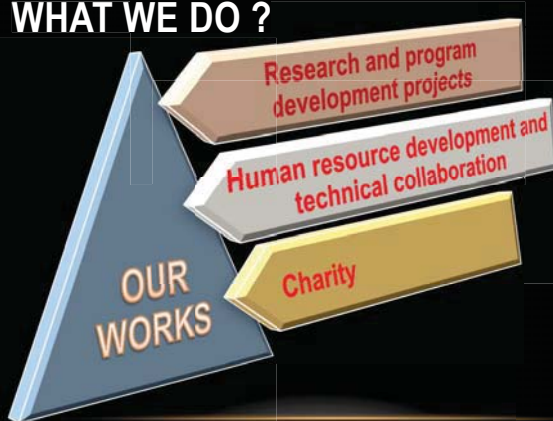 WHAT WE DO ?
Research and program
development projects
Human resource development and
technical collaboration
Charity
OUR
WORKS